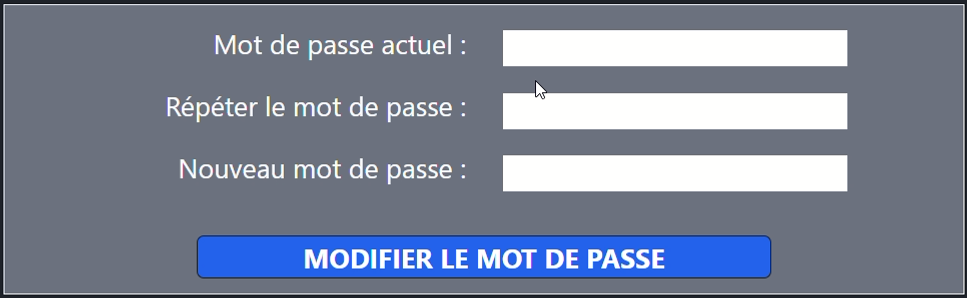 Mot de passe actuel :
Répéter le mot de passe :
Nouveau mot de passe :
MODIFIER LE MOT DE PASSE